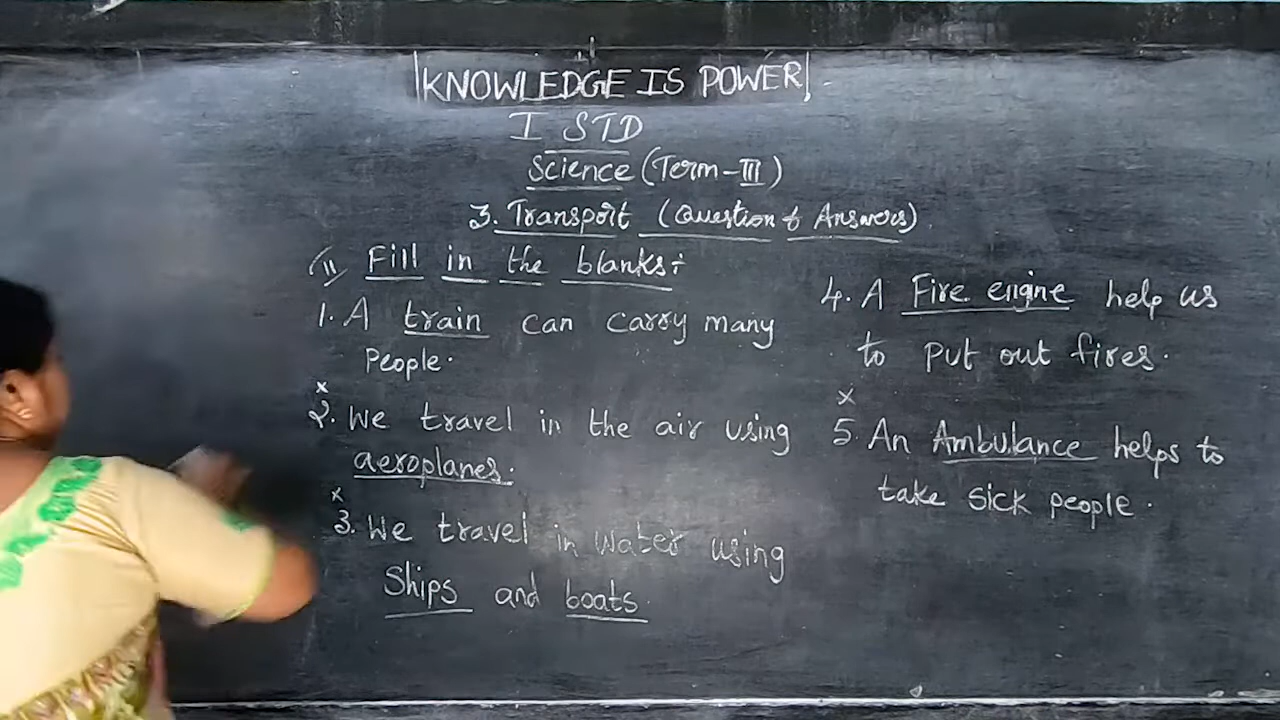 KNOWLEDGE IS POWER
I STD
Science (Term-III)
3. Transport (Question & Answers).
II Fill in the blanks:-
1. A train can carry many
People.
x
2. We travel in the air using
aeroplanes.
x
3. We travel in water using
Ships and boats.
4. A Fire engine help us
to put out fires.
x
5. An Ambulance helps to
take sick people.